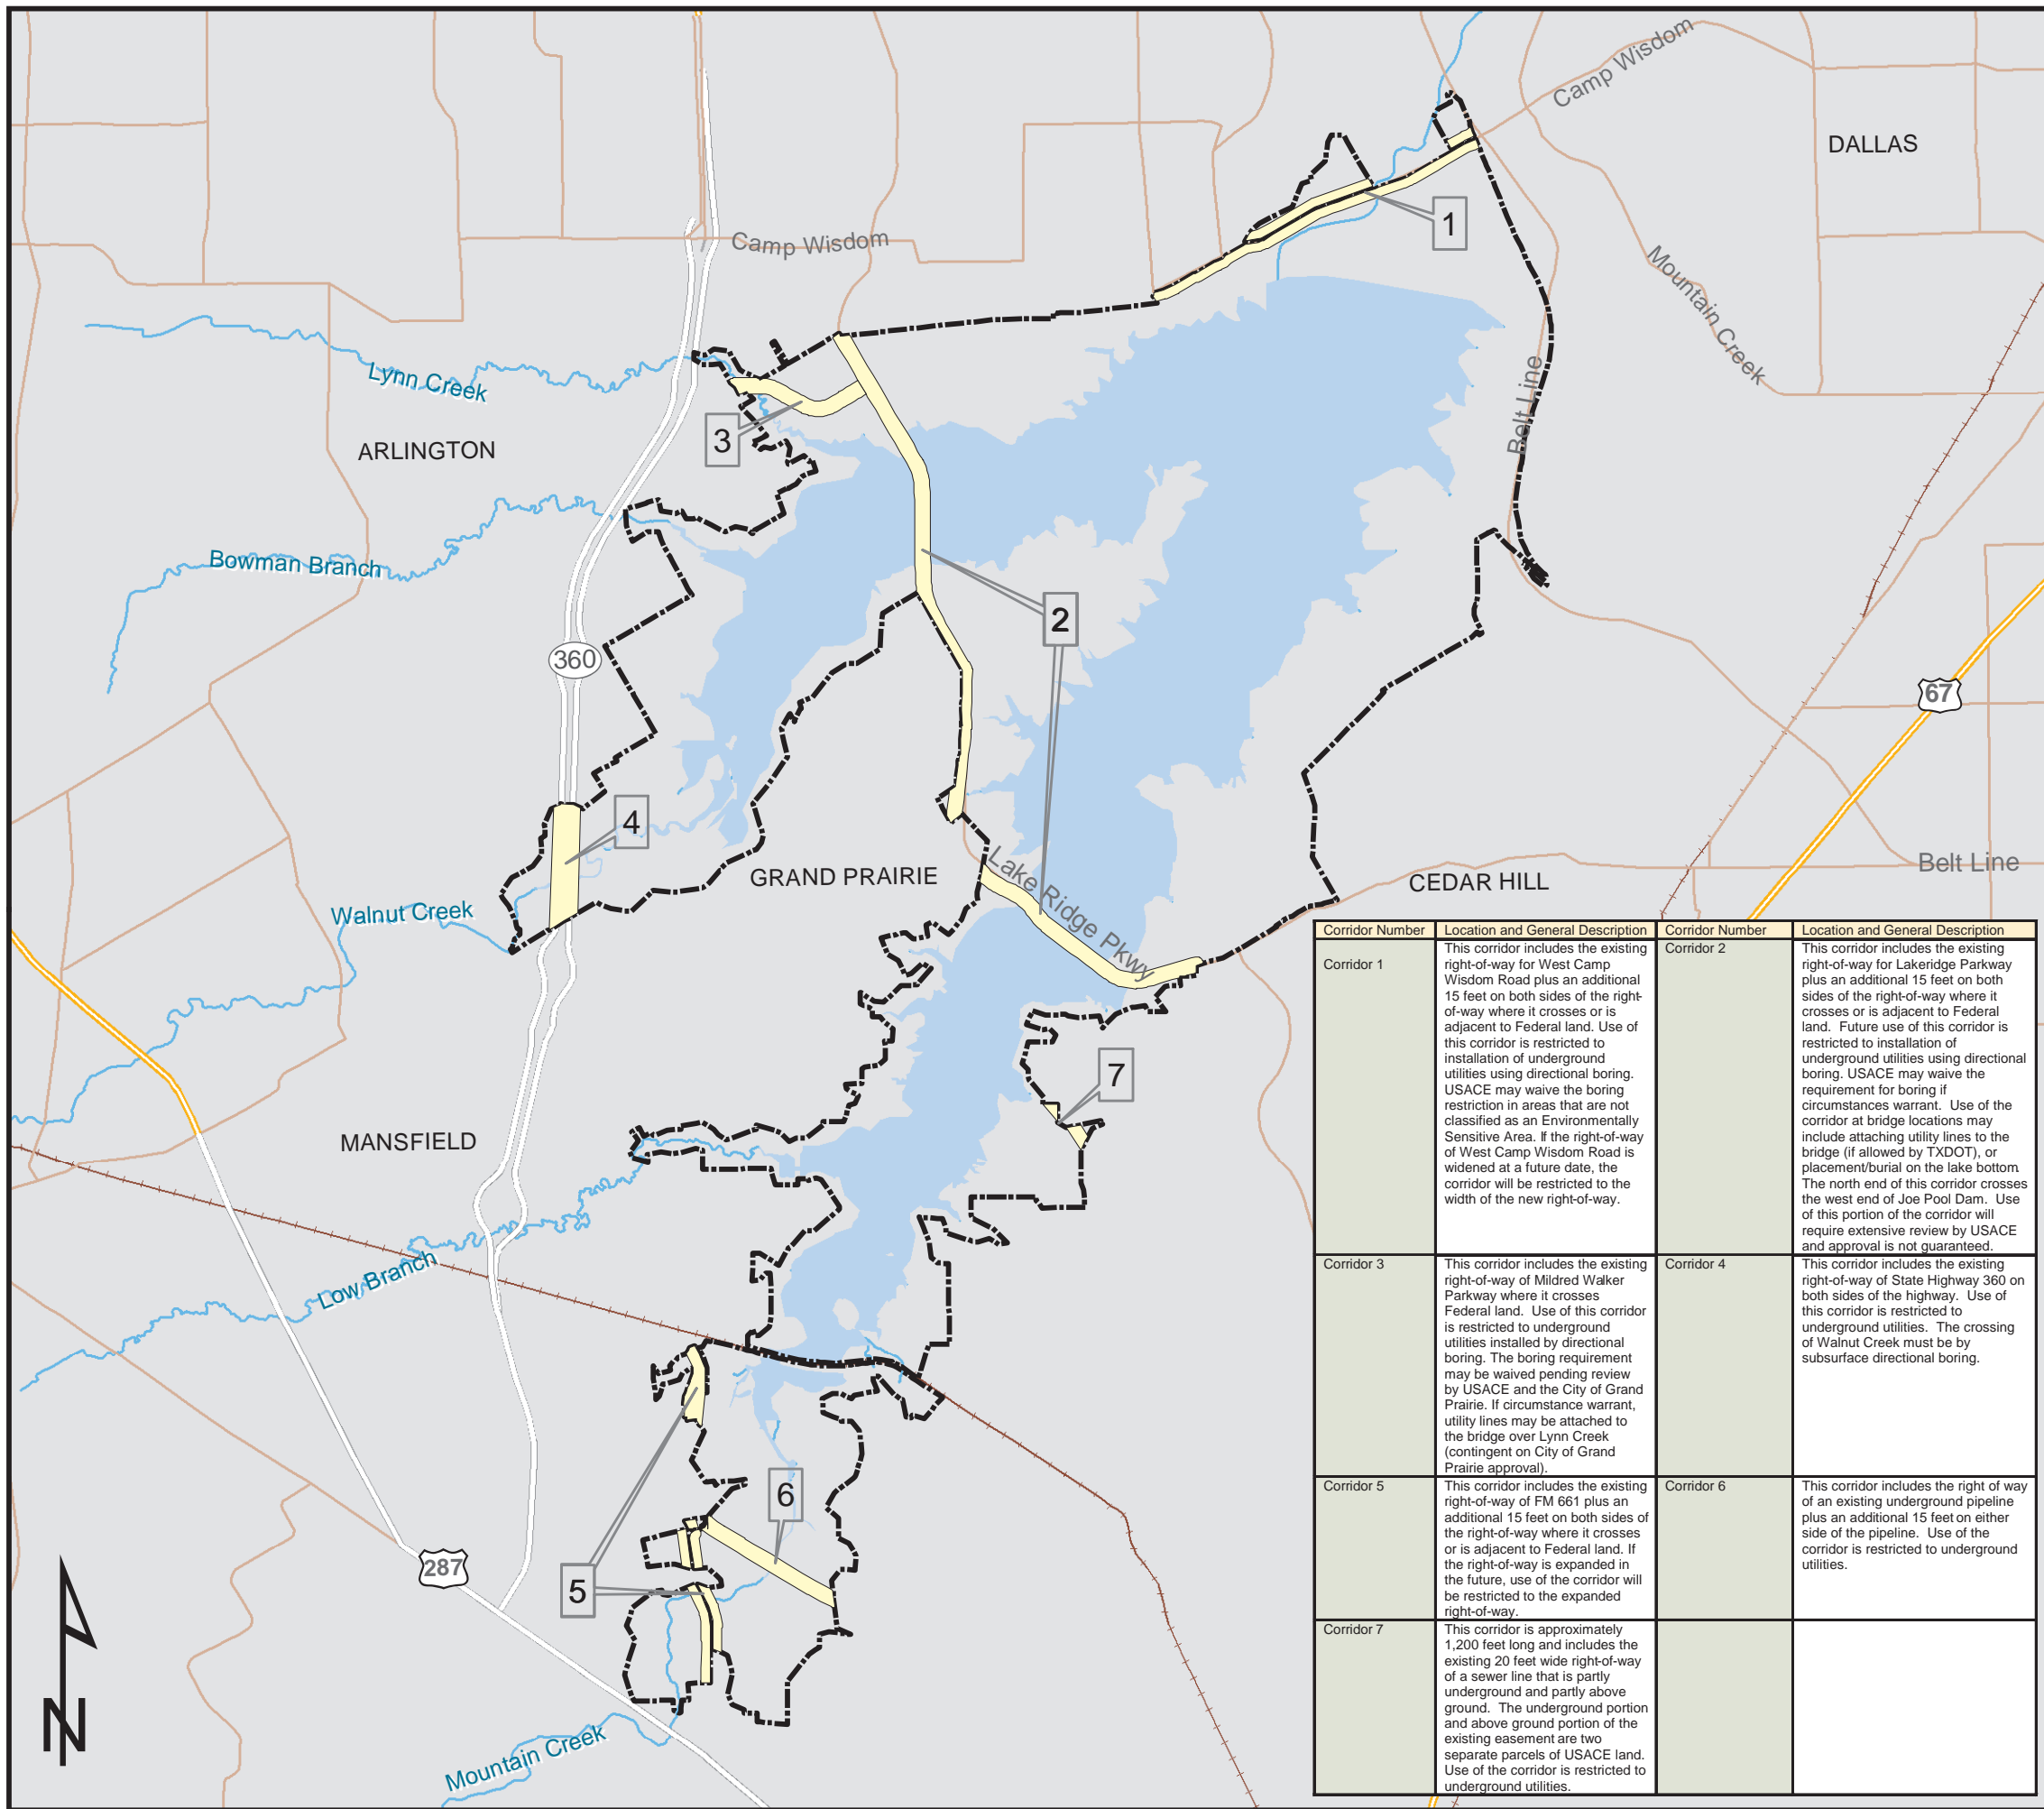 Camp Wisdom
DALLAS
1
Camp Wisdom
Mountain Creek
Lynn Creek
Belt Line
3
ARLINGTON
Bowman Branch
2
360
67
4
GRAND PRAIRIE
Lake Ridge Pkwy
CEDAR HILL
Belt Line
Walnut Creek
7
MANSFIELD
Low Branch
6
287
5
N
Mountain Creek
Corridor Number Location and General Description Corridor Number Location and General Description
Corridor 1
This corridor includes the existing
right-of-way for West Camp
Wisdom Road plus an additional
15 feet on both sides of the right-
of-way where it crosses or is
adjacent to Federal land. Use of
this corridor is restricted to
installation of underground
utilities using directional boring.
USACE may waive the boring
restriction in areas that are not
classified as an Environmentally
Sensitive Area. If the right-of-way
of West Camp Wisdom Road is
widened at a future date, the
corridor will be restricted to the
width of the new right-of-way.
Corridor 2
This corridor includes the existing
right-of-way for Lakeridge Parkway
plus an additional 15 feet on both
sides of the right-of-way where it
crosses or is adjacent to Federal
land. Future use of this corridor is
restricted to installation of
underground utilities using directional
boring. USACE may waive the
requirement for boring if
circumstances warrant. Use of the
corridor at bridge locations may
include attaching utility lines to the
bridge (if allowed by TXDOT), or
placement/burial on the lake bottom.
The north end of this corridor crosses
the west end of Joe Pool Dam. Use
of this portion of the corridor will
require extensive review by USACE
and approval is not guaranteed.
Corridor 3
This corridor includes the existing
right-of-way of Mildred Walker
Parkway where it crosses
Federal land. Use of this corridor
is restricted to underground
utilities installed by directional
boring. The boring requirement
may be waived pending review
by USACE and the City of Grand
Prairie. If circumstance warrant,
utility lines may be attached to
the bridge over Lynn Creek
(contingent on City of Grand
Prairie approval).
Corridor 4
This corridor includes the existing
right-of-way of State Highway 360 on
both sides of the highway. Use of
this corridor is restricted to
underground utilities. The crossing
of Walnut Creek must be by
subsurface directional boring.
Corridor 5
This corridor includes the existing
right-of-way of FM 661 plus an
additional 15 feet on both sides of
the right-of-way where it crosses
or is adjacent to Federal land. If
the right-of-way is expanded in
the future, use of the corridor will
be restricted to the expanded
right-of-way.
Corridor 6
This corridor includes the right of way
of an existing underground pipeline
plus an additional 15 feet on either
side of the pipeline. Use of the
corridor is restricted to underground
utilities.
Corridor 7
This corridor is approximately
1,200 feet long and includes the
existing 20 feet wide right-of-way
of a sewer line that is partly
underground and partly above
ground. The underground portion
and above ground portion of the
existing easement are two
separate parcels of USACE land.
Use of the corridor is restricted to
underground utilities.